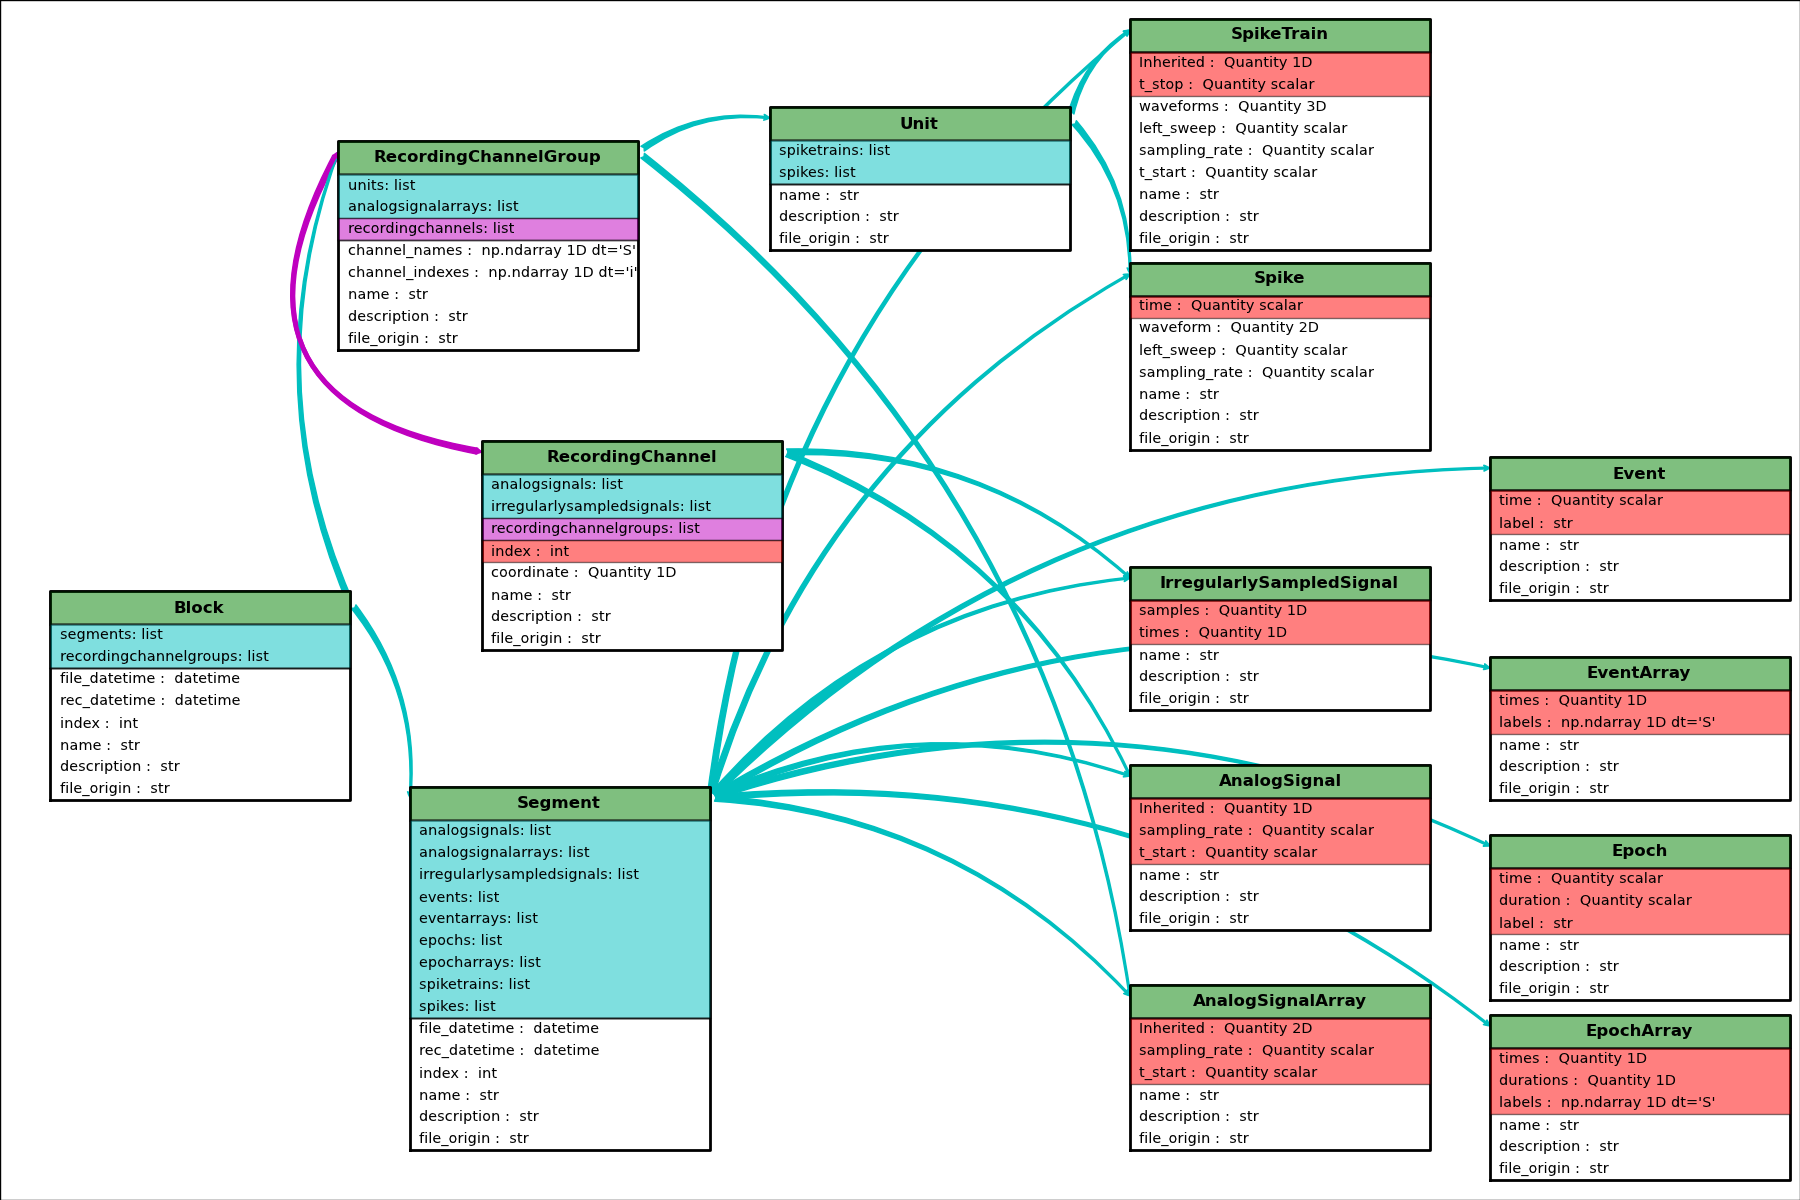 RecordingChannelGroup
units: list
analogsignalarrays: list
recordingchannels: list
channel_names :  np.ndarray 1D dt='S'
channel_indexes :  np.ndarray 1D dt='i'
name :  str
description :  str
file_origin :  str
Unit
spiketrains: list
spikes: list
name :  str
description :  str
file_origin :  str
SpikeTrain
Inherited :  Quantity 1D
t_stop :  Quantity scalar
waveforms :  Quantity 3D
left_sweep :  Quantity scalar
sampling_rate :  Quantity scalar
t_start :  Quantity scalar
name :  str
description :  str
file_origin :  str
Spike
time :  Quantity scalar
waveform :  Quantity 2D
left_sweep :  Quantity scalar
sampling_rate :  Quantity scalar
name :  str
description :  str
file_origin :  str
RecordingChannel
analogsignals: list
irregularlysampledsignals: list
recordingchannelgroups: list
index :  int
coordinate :  Quantity 1D
name :  str
description :  str
file_origin :  str
Event
time :  Quantity scalar
label :  str
name :  str
description :  str
file_origin :  str
Block
segments: list
recordingchannelgroups: list
file_datetime :  datetime
rec_datetime :  datetime
index :  int
name :  str
description :  str
file_origin :  str
IrregularlySampledSignal
samples :  Quantity 1D
times :  Quantity 1D
name :  str
description :  str
file_origin :  str
EventArray
times :  Quantity 1D
labels :  np.ndarray 1D dt='S'
name :  str
description :  str
file_origin :  str
Segment
analogsignals: list
analogsignalarrays: list
irregularlysampledsignals: list
events: list
eventarrays: list
epochs: list
epocharrays: list
spiketrains: list
spikes: list
file_datetime :  datetime
rec_datetime :  datetime
index :  int
name :  str
description :  str
file_origin :  str
AnalogSignal
Inherited :  Quantity 1D
sampling_rate :  Quantity scalar
t_start :  Quantity scalar
name :  str
description :  str
file_origin :  str
Epoch
time :  Quantity scalar
duration :  Quantity scalar
label :  str
name :  str
description :  str
file_origin :  str
AnalogSignalArray
Inherited :  Quantity 2D
sampling_rate :  Quantity scalar
t_start :  Quantity scalar
name :  str
description :  str
file_origin :  str
EpochArray
times :  Quantity 1D
durations :  Quantity 1D
labels :  np.ndarray 1D dt='S'
name :  str
description :  str
file_origin :  str